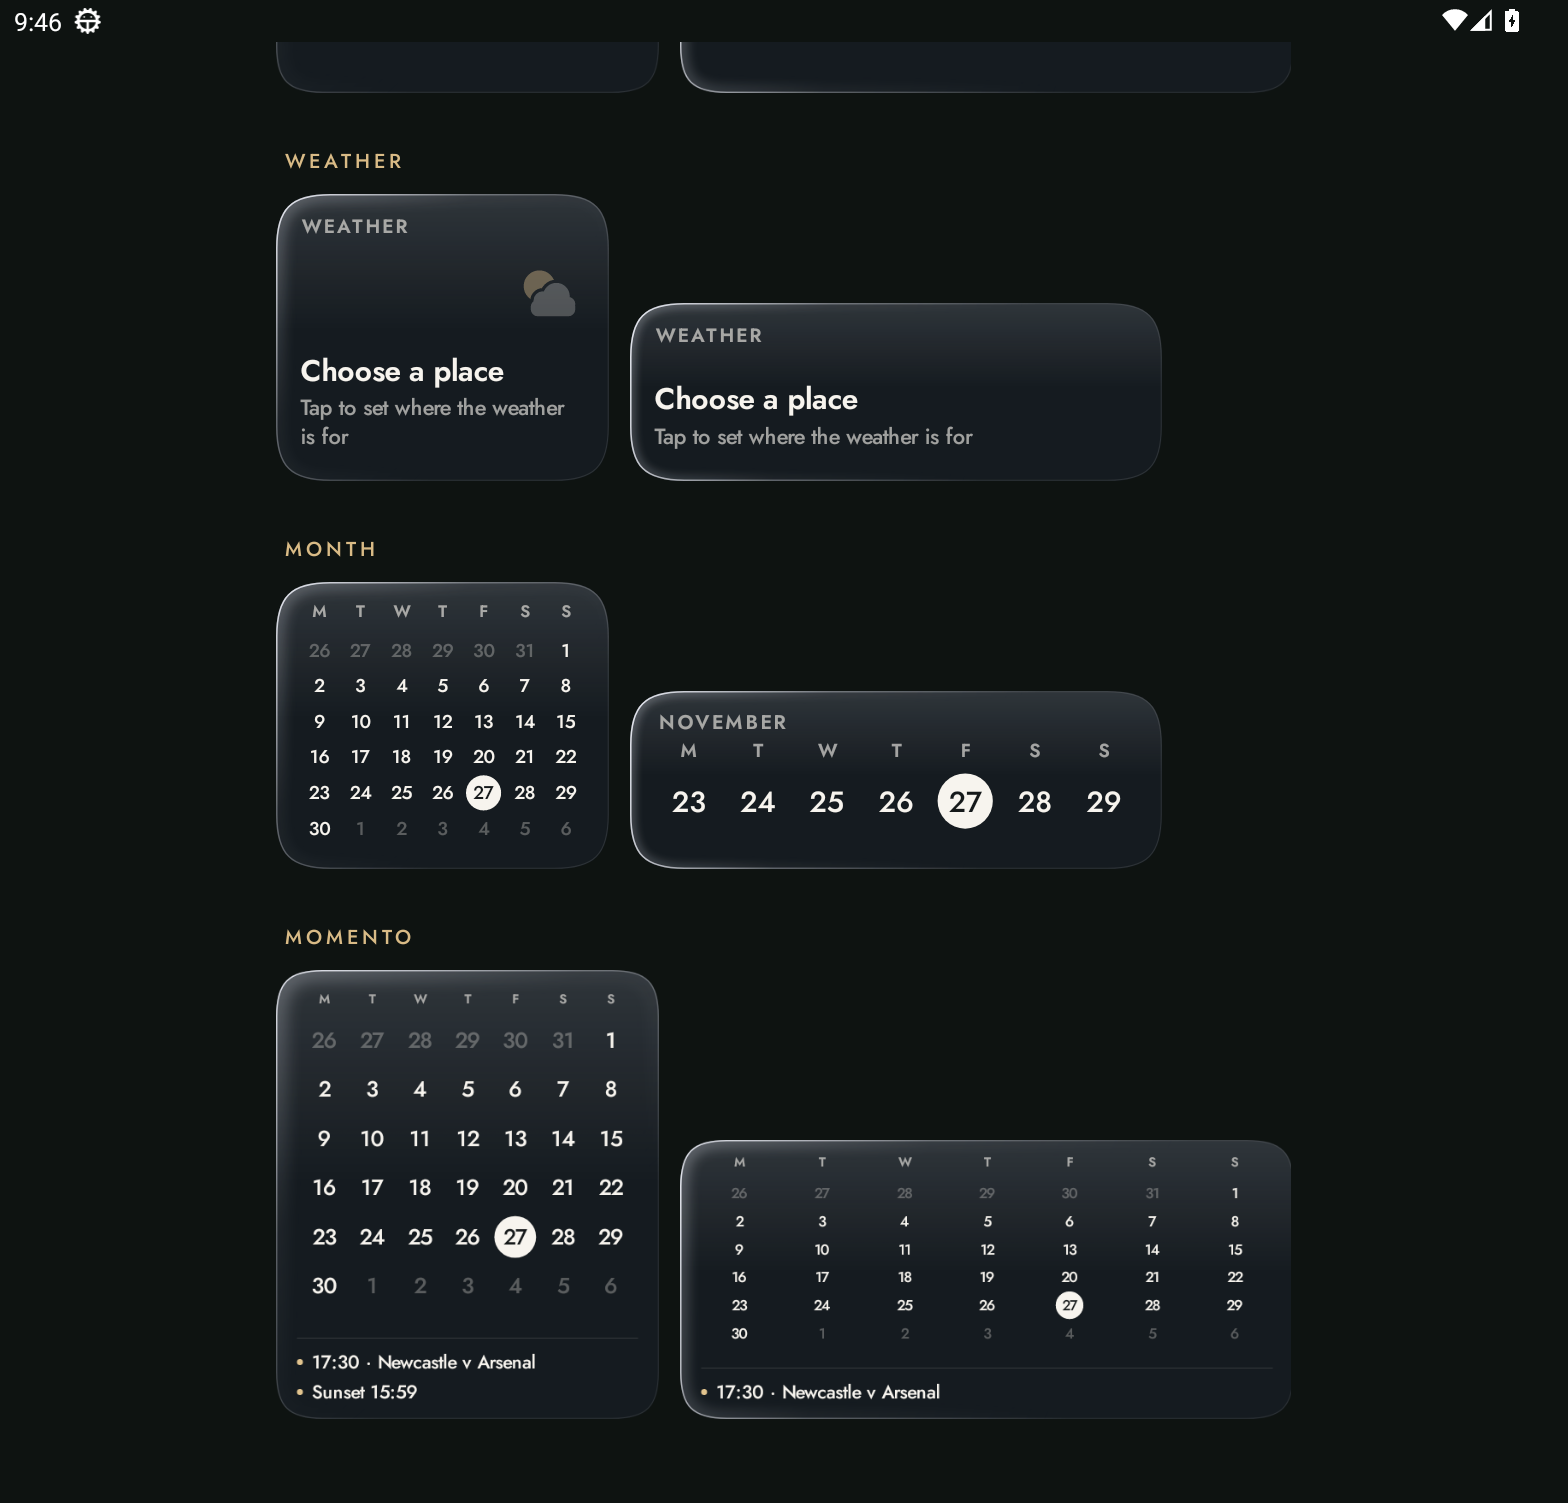 9:46
WEATHER
WEATHER
Choose a place
Tap to set where the weather
is for
WEATHER
Choose a place
Tap to set where the weather is for
MONTH
M T W T F S S
26 27 28 29 30 31 1
2 3 4 5 6 7 8
9 10 11 12 13 14 15
16 17 18 19 20 21 22
23 24 25 26 27 28 29
30 1 2 3 4 5 6
NOVEMBER
M T W T F S S
23 24 25 26 27 28 29
MOMENTO
M T W T F S S
26 27 28 29 30 31 1
2 3 4 5 6 7 8
9 10 11 12 13 14 15
16 17 18 19 20 21 22
23 24 25 26 27 28 29
30 1 2 3 4 5 6
• 17:30 · Newcastle v Arsenal
• Sunset 15:59
M T W T F S S
26 27 28 29 30 31 1
2 3 4 5 6 7 8
9 10 11 12 13 14 15
16 17 18 19 20 21 22
23 24 25 26 27 28 29
30 1 2 3 4 5 6
• 17:30 · Newcastle v Arsenal